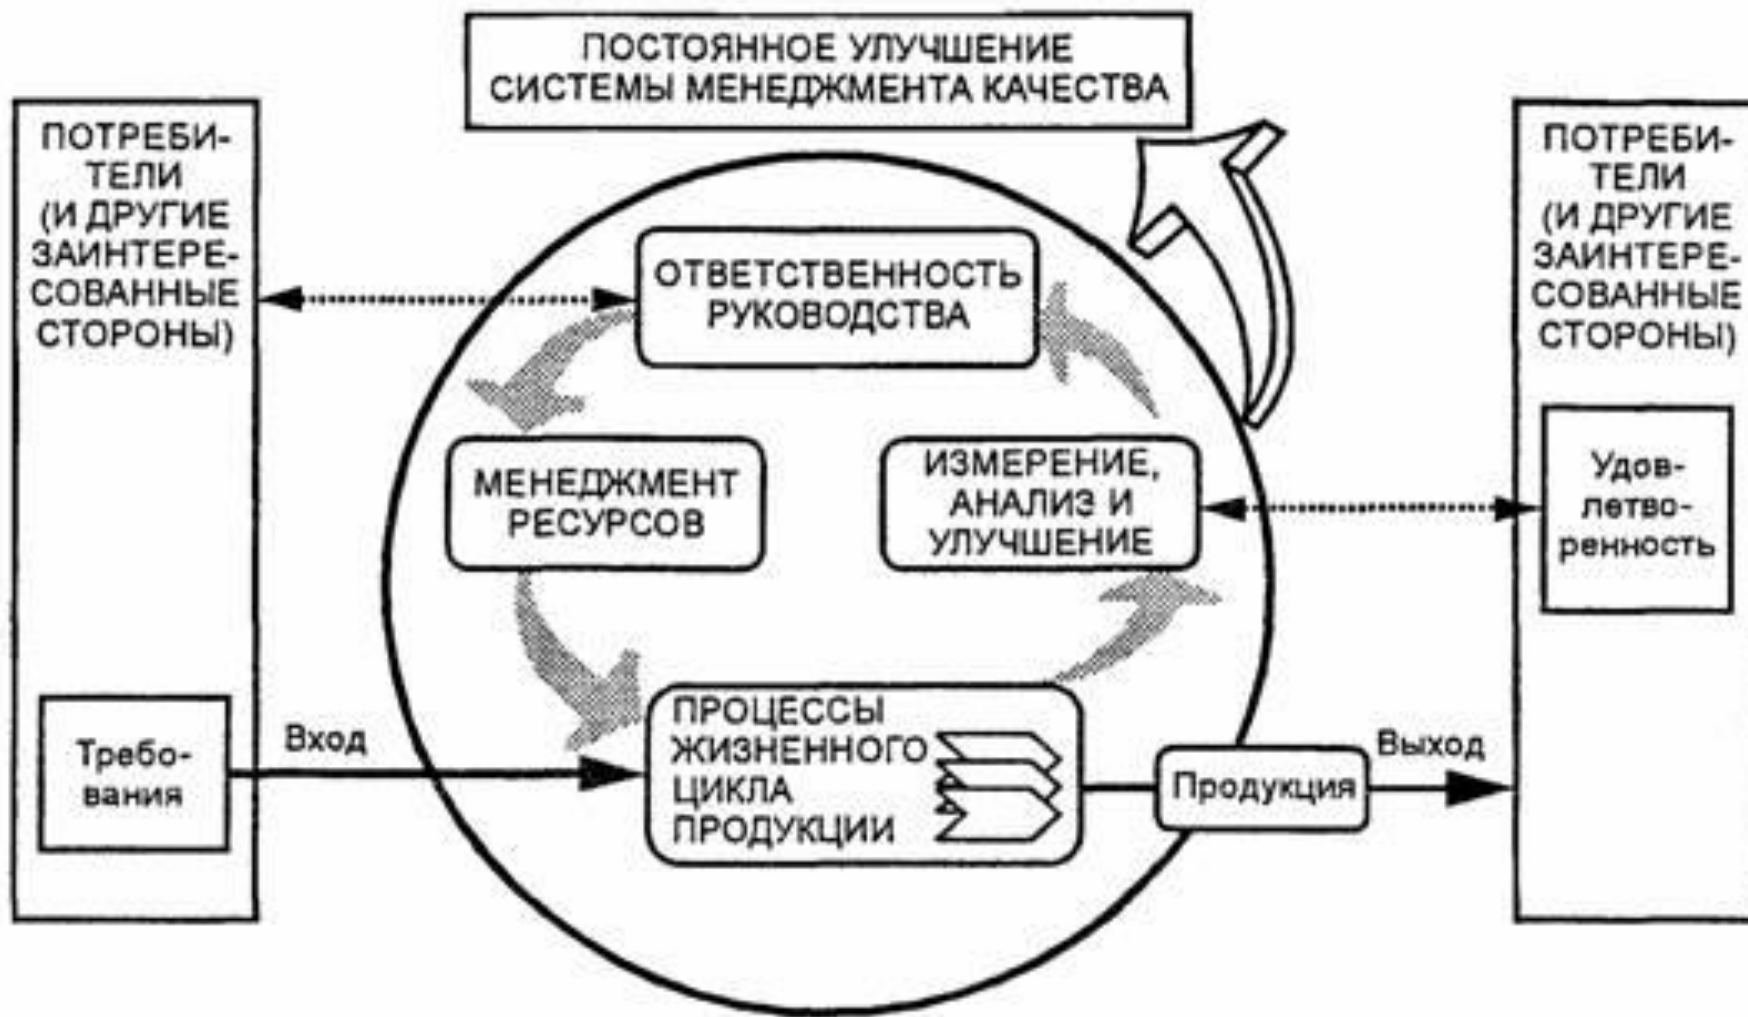 ПОСТОЯННОЕ УЛУЧШЕНИЕ
СИСТЕМЫ МЕНЕДЖМЕНТА КАЧЕСТВА
ПОТРЕБИ-
ТЕЛИ
(И ДРУГИЕ
ЗАИНТЕРЕ-
СОВАННЫЕ
СТОРОНЫ)
ОТВЕТСТВЕННОСТЬ
РУКОВОДСТВА
ПОТРЕБИ-
ТЕЛИ
(И ДРУГИЕ
ЗАИНТЕРЕ-
СОВАННЫЕ
СТОРОНЫ)
МЕНЕДЖМЕНТ
РЕСУРСОВ
ИЗМЕРЕНИЕ,
АНАЛИЗ И
УЛУЧШЕНИЕ
Удов-
летво-
ренность
Требо-
вания
Вход
ПРОЦЕССЫ
ЖИЗНЕННОГО
ЦИКЛА
ПРОДУКЦИИ
Продукция
Выход